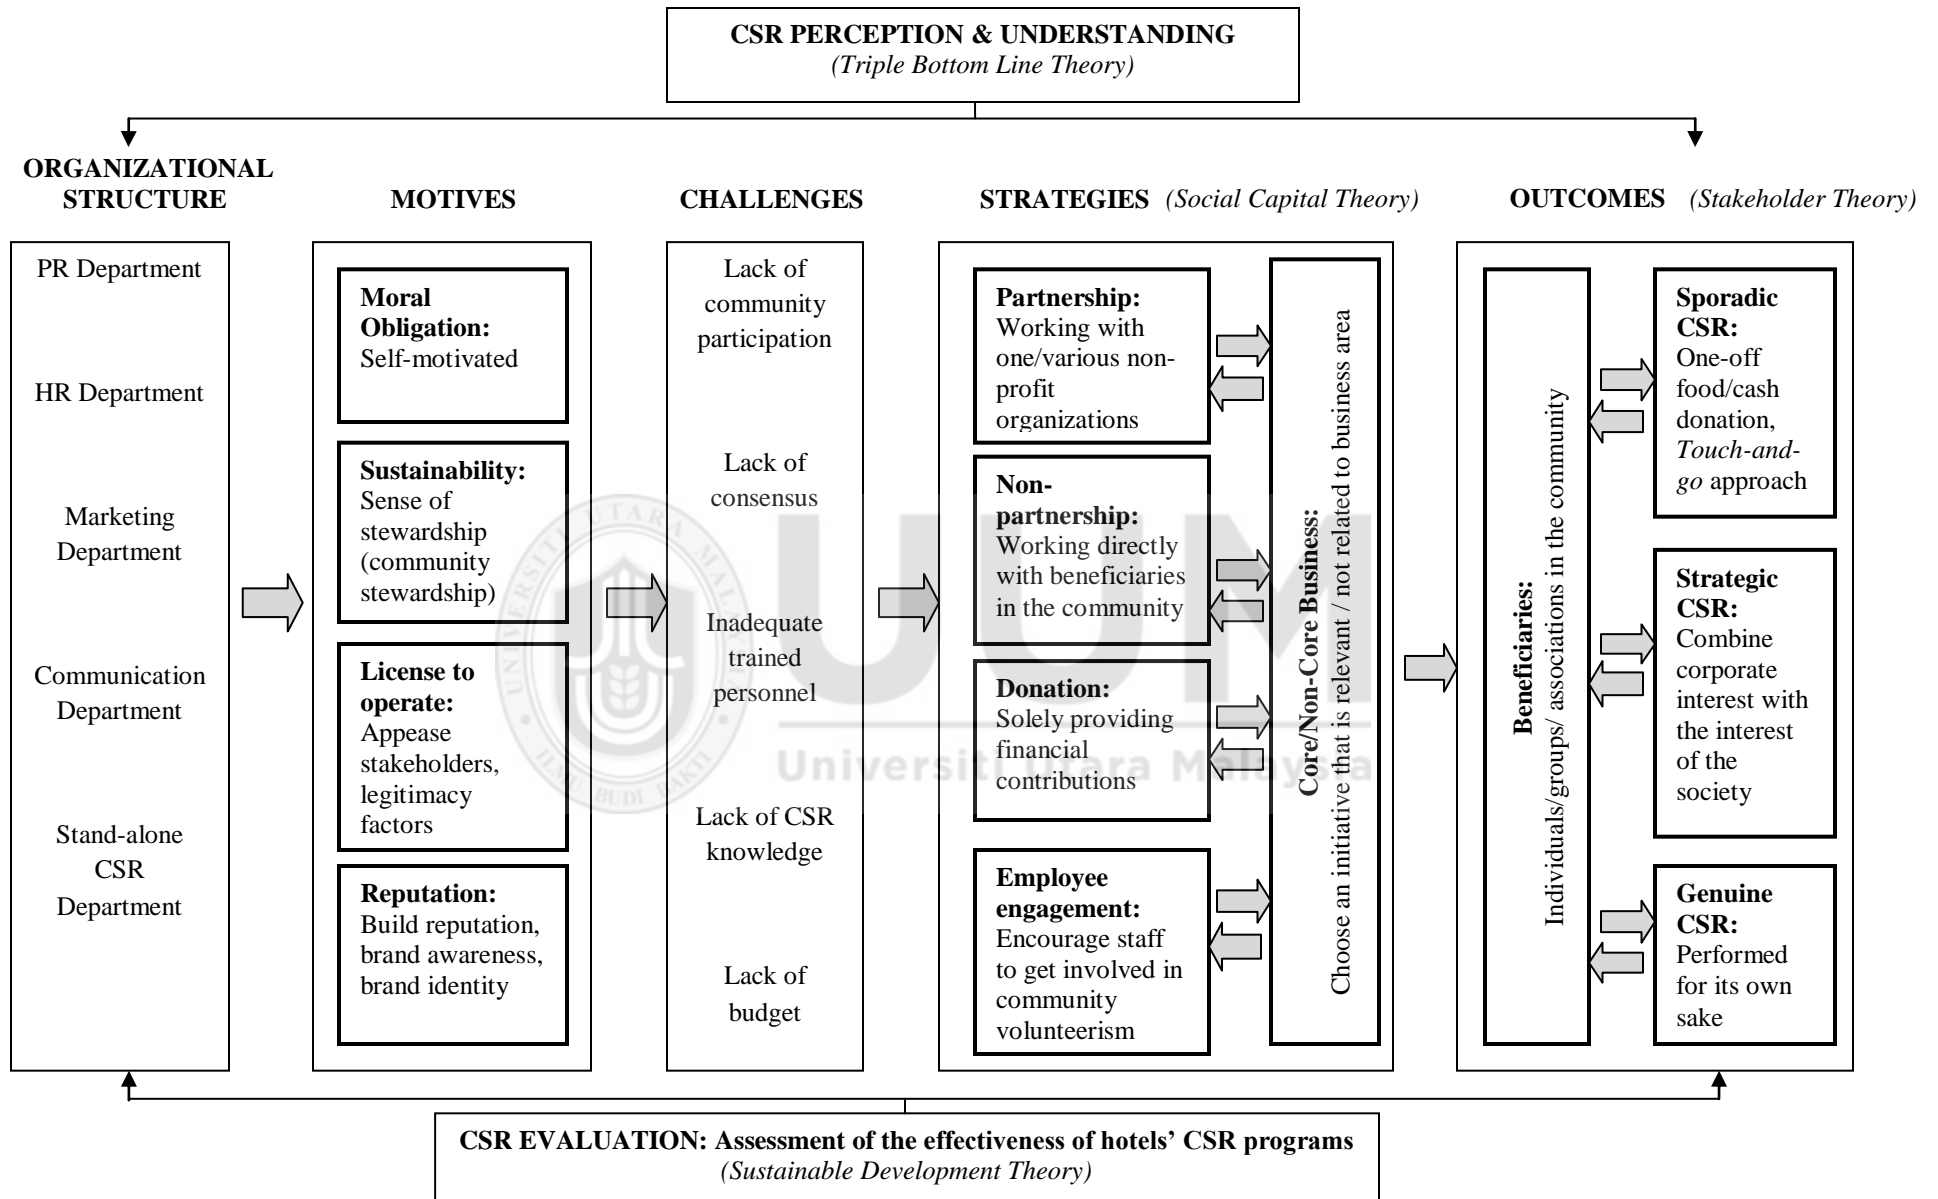 CSR PERCEPTION & UNDERSTANDING
(Triple Bottom Line Theory)
ORGANIZATIONAL
STRUCTURE
PR Department
HR Department
Marketing
Department
Communication
Department
Stand-alone
CSR
Department
MOTIVES
Moral
Obligation:
Self-motivated
Sustainability:
Sense of
stewardship
(community
stewardship)
License to
operate:
Appease
stakeholders,
legitimacy
factors
Reputation:
Build reputation,
brand awareness,
brand identity
CHALLENGES
Lack of
community
participation
Lack of
consensus
Inadequate
trained
personnel
Lack of CSR
knowledge
Lack of
budget
STRATEGIES (Social Capital Theory)
Partnership:
Working with
one/various non-
profit
organizations
Non-
partnership:
Working directly
with beneficiaries
in the community
Donation:
Solely providing
financial
contributions
Employee
engagement:
Encourage staff
to get involved in
community
volunteerism
Core/Non-Core Business:
Choose an initiative that is relevant / not related to business area
OUTCOMES (Stakeholder Theory)
Beneficiaries:
Individuals/groups/ associations in the community
Sporadic
CSR:
One-off
food/cash
donation,
Touch-and-
go approach
Strategic
CSR:
Combine
corporate
interest with
the interest
of the
society
Genuine
CSR:
Performed
for its own
sake
CSR EVALUATION: Assessment of the effectiveness of hotels’ CSR programs
(Sustainable Development Theory)
UUM
Universiti Utara Malaysia
UNIVERSITI UTARA MALAYSIA
ILMU BUDI BAKTI